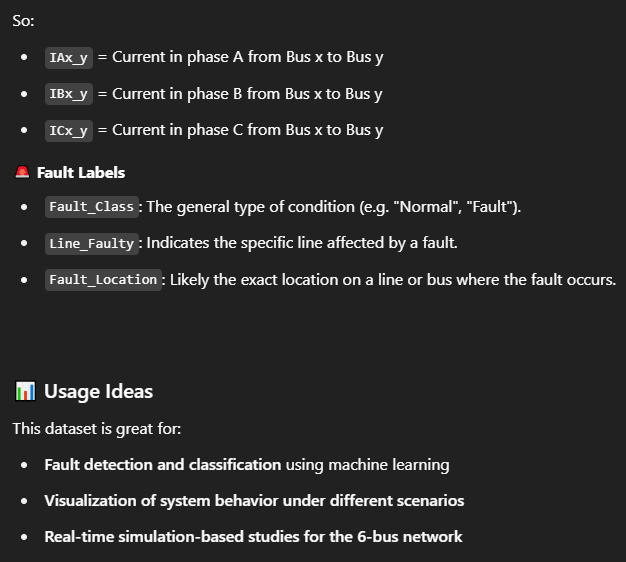 So:
• IAx_y = Current in phase A from Bus x to Bus y
• IBx_y = Current in phase B from Bus x to Bus y
• ICx_y = Current in phase C from Bus x to Bus y
🚨 Fault Labels
• Fault_Class: The general type of condition (e.g. "Normal", "Fault").
• Line_Faulty: Indicates the specific line affected by a fault.
• Fault_Location: Likely the exact location on a line or bus where the fault occurs.
📊 Usage Ideas
This dataset is great for:
• Fault detection and classification using machine learning
• Visualization of system behavior under different scenarios
• Real-time simulation-based studies for the 6-bus network